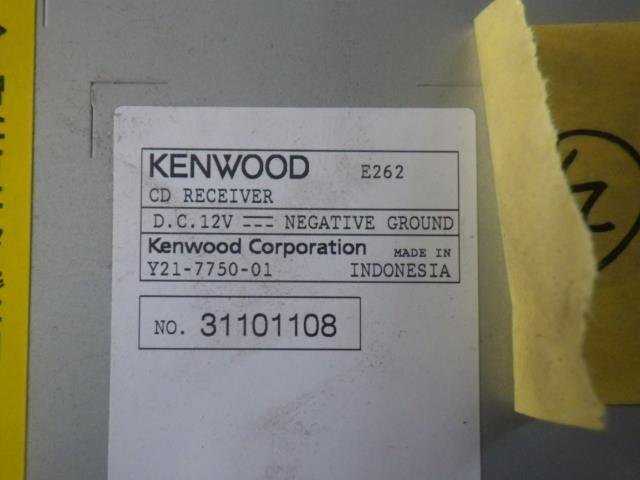 KENWOOD E262
CD RECEIVER
D.C.12V NEGATIVE GROUND
Kenwood Corporation MADE IN
Y21-7750-01 INDONESIA
NO. 31101108